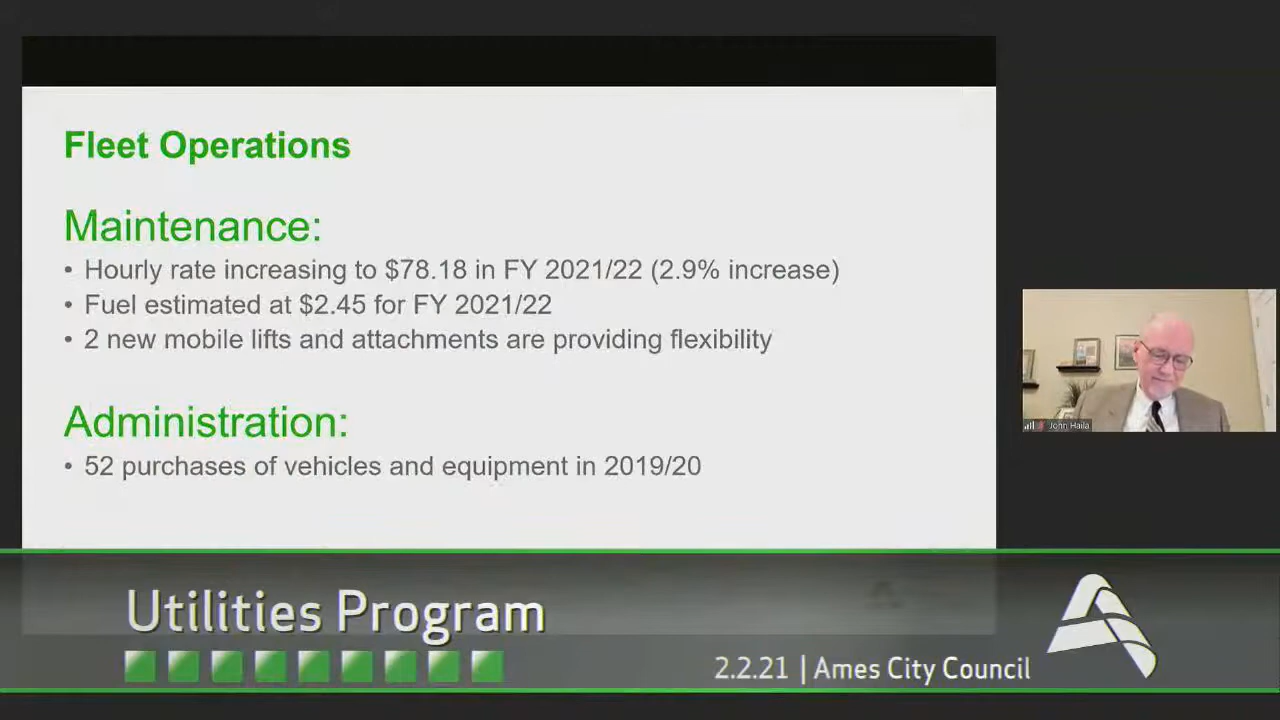 Fleet Operations
Maintenance:
• Hourly rate increasing to $78.18 in FY 2021/22 (2.9% increase)
• Fuel estimated at $2.45 for FY 2021/22
• 2 new mobile lifts and attachments are providing flexibility
Administration:
• 52 purchases of vehicles and equipment in 2019/20
John Haila
Utilities Program
2.2.21 | Ames City Council